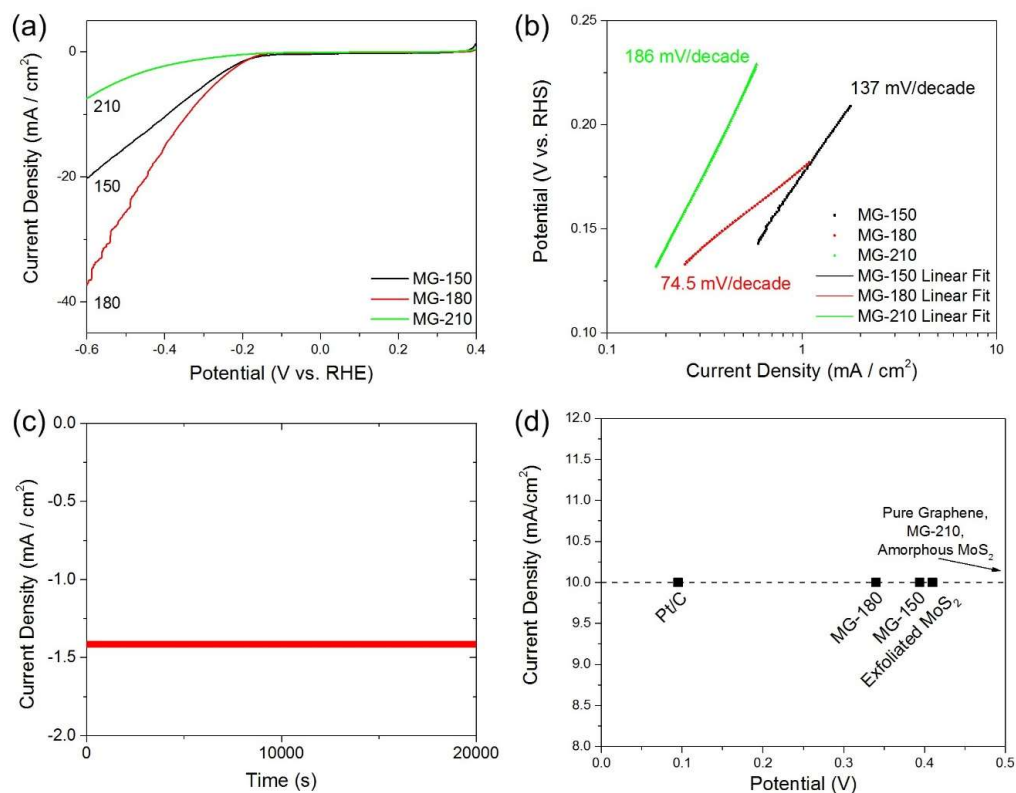 (a)
0
-20
-40
-0.6
-0.4
-0.2
0.0
0.2
0.4
Current Density (mA / cm²)
Potential (V vs. RHE)
210
150
180
MG-150
MG-180
MG-210
(b)
0.25
0.20
0.15
0.10
0.1
1
10
Potential (V vs. RHS)
Current Density (mA / cm²)
186 mV/decade
137 mV/decade
74.5 mV/decade
MG-150
MG-180
MG-210
MG-150 Linear Fit
MG-180 Linear Fit
MG-210 Linear Fit
(c)
0.0
-0.5
-1.0
-1.5
-2.0
0
10000
20000
Current Density (mA / cm²)
Time (s)
(d)
12.0
11.5
11.0
10.5
10.0
9.5
9.0
8.5
8.0
0.0
0.1
0.2
0.3
0.4
0.5
Current Density (mA/cm²)
Potential (V)
Pure Graphene,
MG-210,
Amorphous MoS₂
Pt/C
MG-180
MG-150
Exfoliated MoS₂